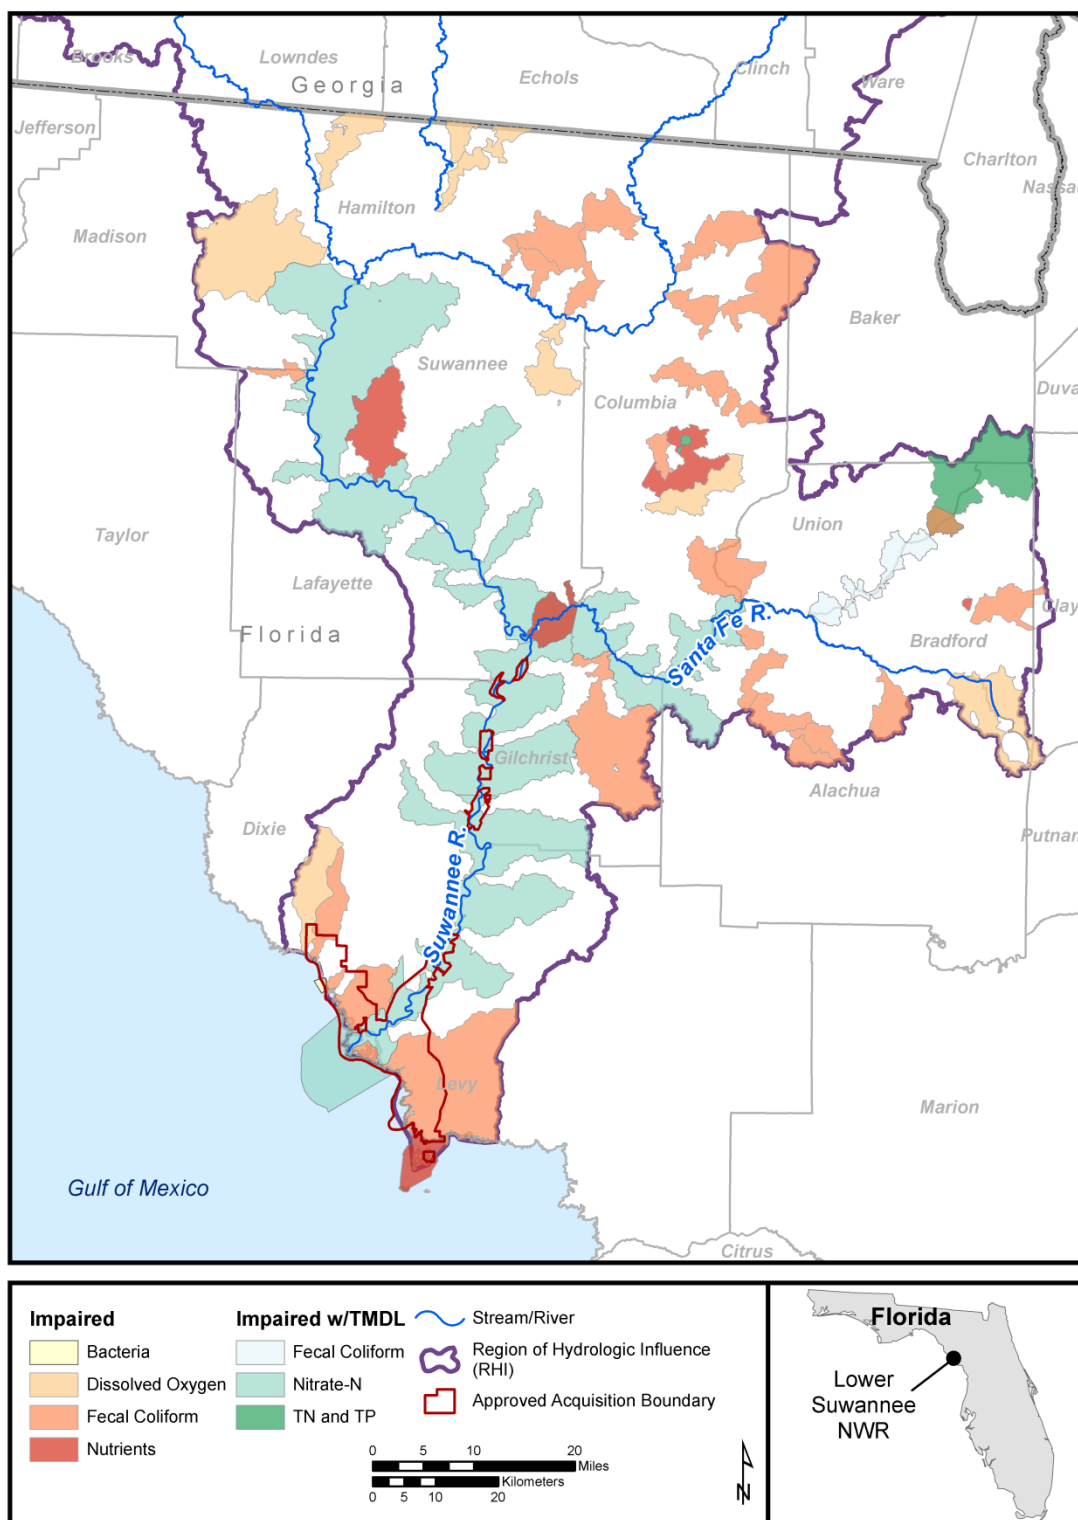 Brooks
Lowndes
Georgia
Echols
Clinch
Ware
Jefferson
Charlton
Nassau
Hamilton
Madison
Baker
Suwannee
Columbia
Duva
Taylor
Union
Lafayette
Clay
Florida
Santa Fe R.
Bradford
Gilchrist
Alachua
Dixie
Putnam
Suwannee R.
Levy
Marion
Gulf of Mexico
Citrus
Impaired
Bacteria
Dissolved Oxygen
Fecal Coliform
Nutrients
Impaired w/TMDL
Fecal Coliform
Nitrate-N
TN and TP
Stream/River
Region of Hydrologic Influence
(RHI)
Approved Acquisition Boundary
0 5 10 20
Miles
Kilometers
0 5 10 20
N
Florida
Lower
Suwannee
NWR